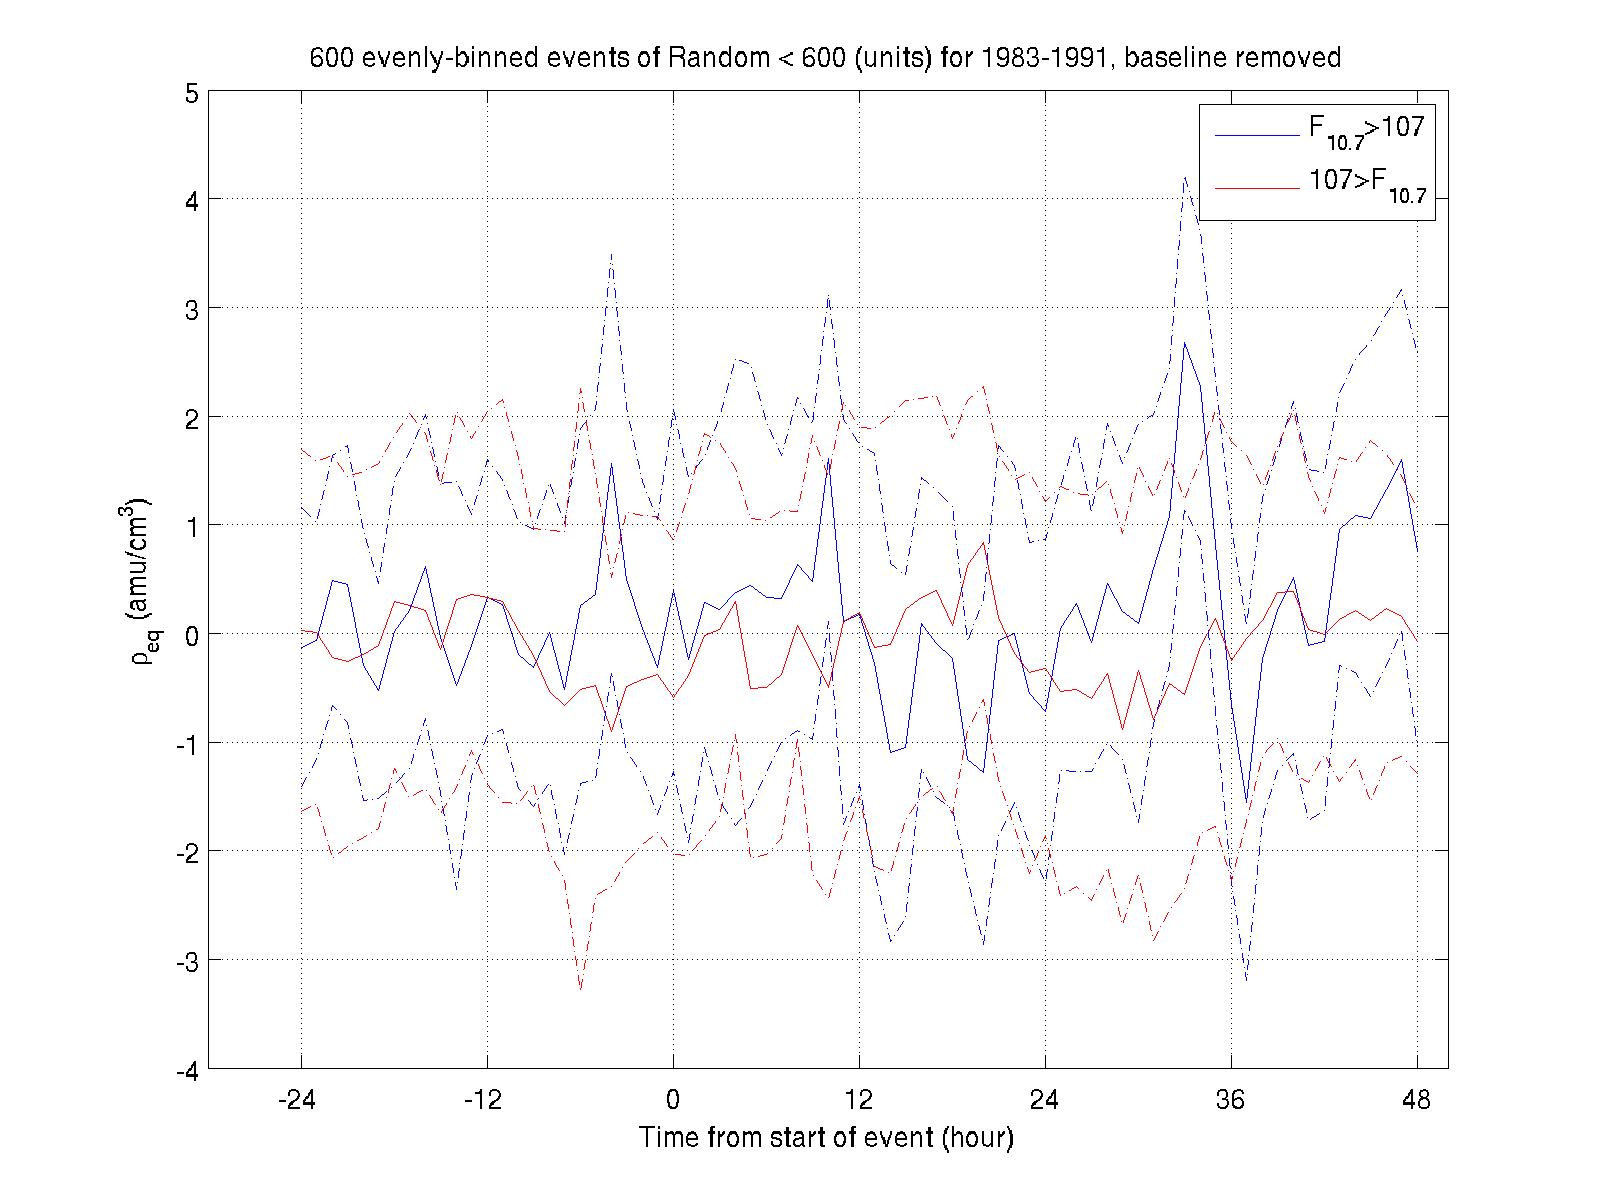 600 evenly-binned events of Random < 600 (units) for 1983-1991, baseline removed
5
4
3
2
1
0
-1
-2
-3
-4
ρeq (amu/cm³)
F10.7>107
107>F10.7
-24 -12 0 12 24 36 48
Time from start of event (hour)